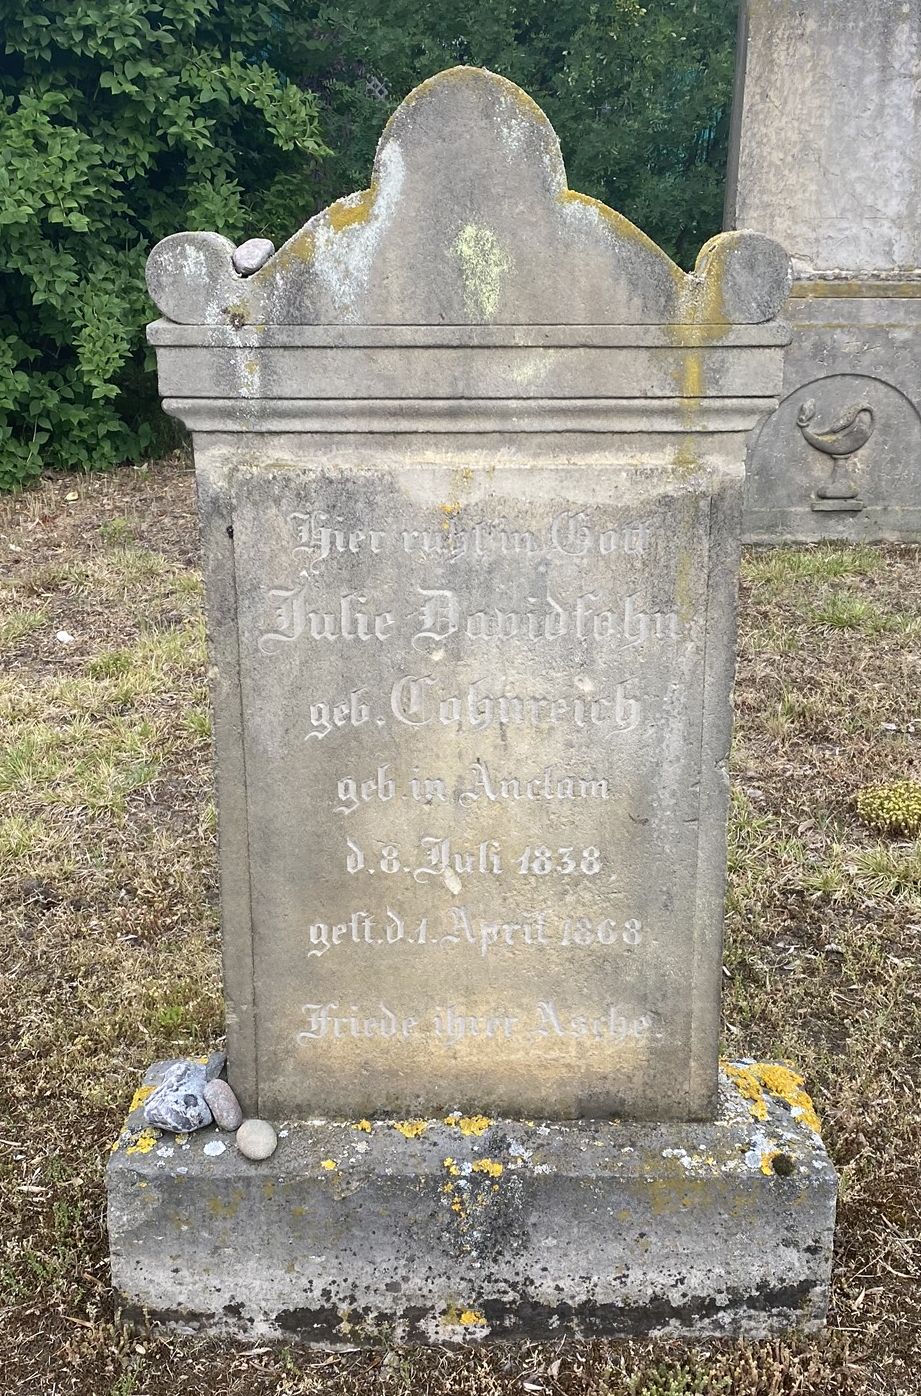 Hier ruht in Gott
Julie Davidsohn
geb. Cohnreich
geb. in Anclam
d. 8. Juli 1838
gest. d. 1. April 1868
Friede ihrer Asche.